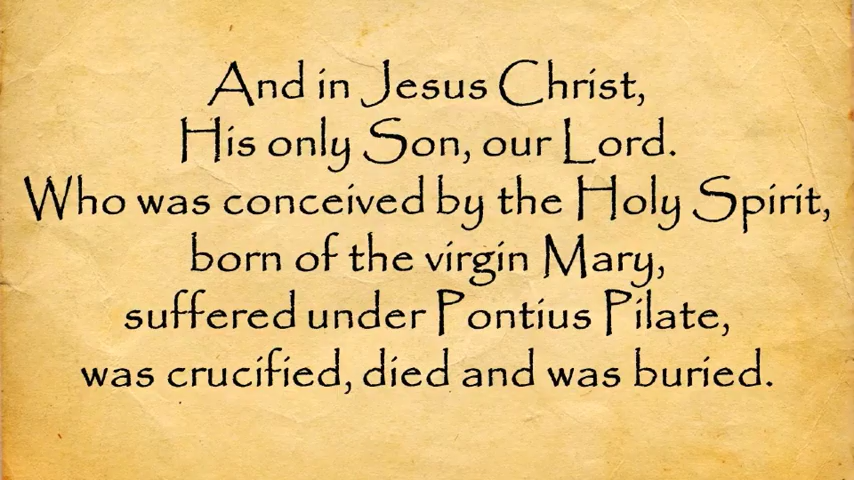 And in Jesus Christ,
His only Son, our Lord.
Who was conceived by the Holy Spirit,
born of the virgin Mary,
suffered under Pontius Pilate,
was crucified, died and was buried.